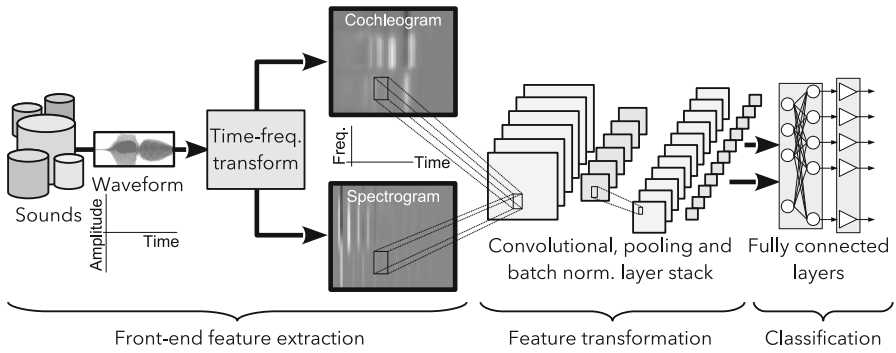 Cochleogram
Time-freq.
transform
Freq.
Time
Waveform
Sounds
Amplitude
Time
Spectrogram
Convolutional, pooling and
batch norm. layer stack
Fully connected
layers
Front-end feature extraction
Feature transformation
Classification